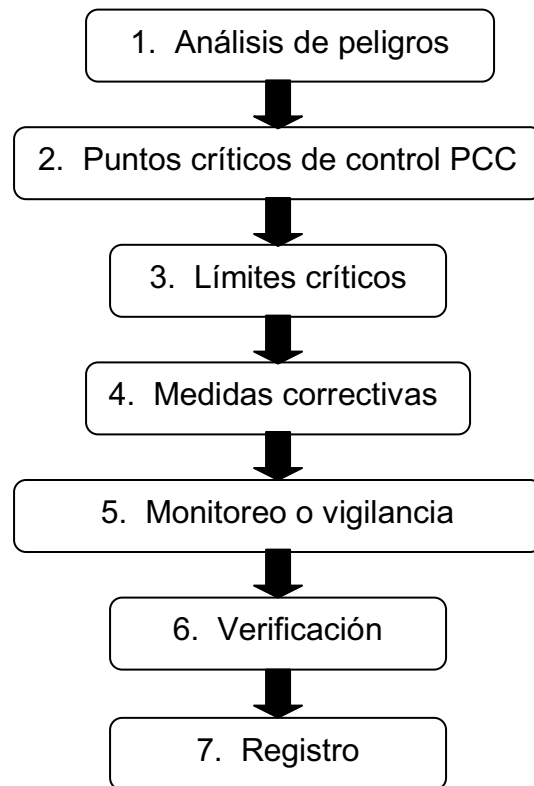 1. Análisis de peligros
2. Puntos críticos de control PCC
3. Límites críticos
4. Medidas correctivas
5. Monitoreo o vigilancia
6. Verificación
7. Registro